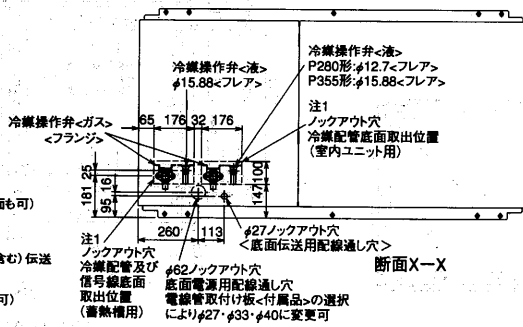 冷媒操作弁<液>
φ15.88<フレア>
冷媒操作弁<液>
P280形:φ12.7<フレア>
P355形:φ15.88<フレア>
冷媒操作弁<ガス>
<フランジ>
65
176
32
176
注1
ノックアウト穴
冷媒配管底面取出位置
(室内ユニット用)
25
16
181
95
100
147
面も可)
260
113
φ27ノックアウト穴
<底面伝送用配線通し穴>
断面X-X
注1
ノックアウト穴
冷媒配管及び
信号線底面
取出位置
(蓄熱槽用)
含む)伝送
可)
φ62ノックアウト穴
底面電源用配線通し穴
電線管取付け板<付属品>の選択
によりφ27・φ33・φ40に変更可